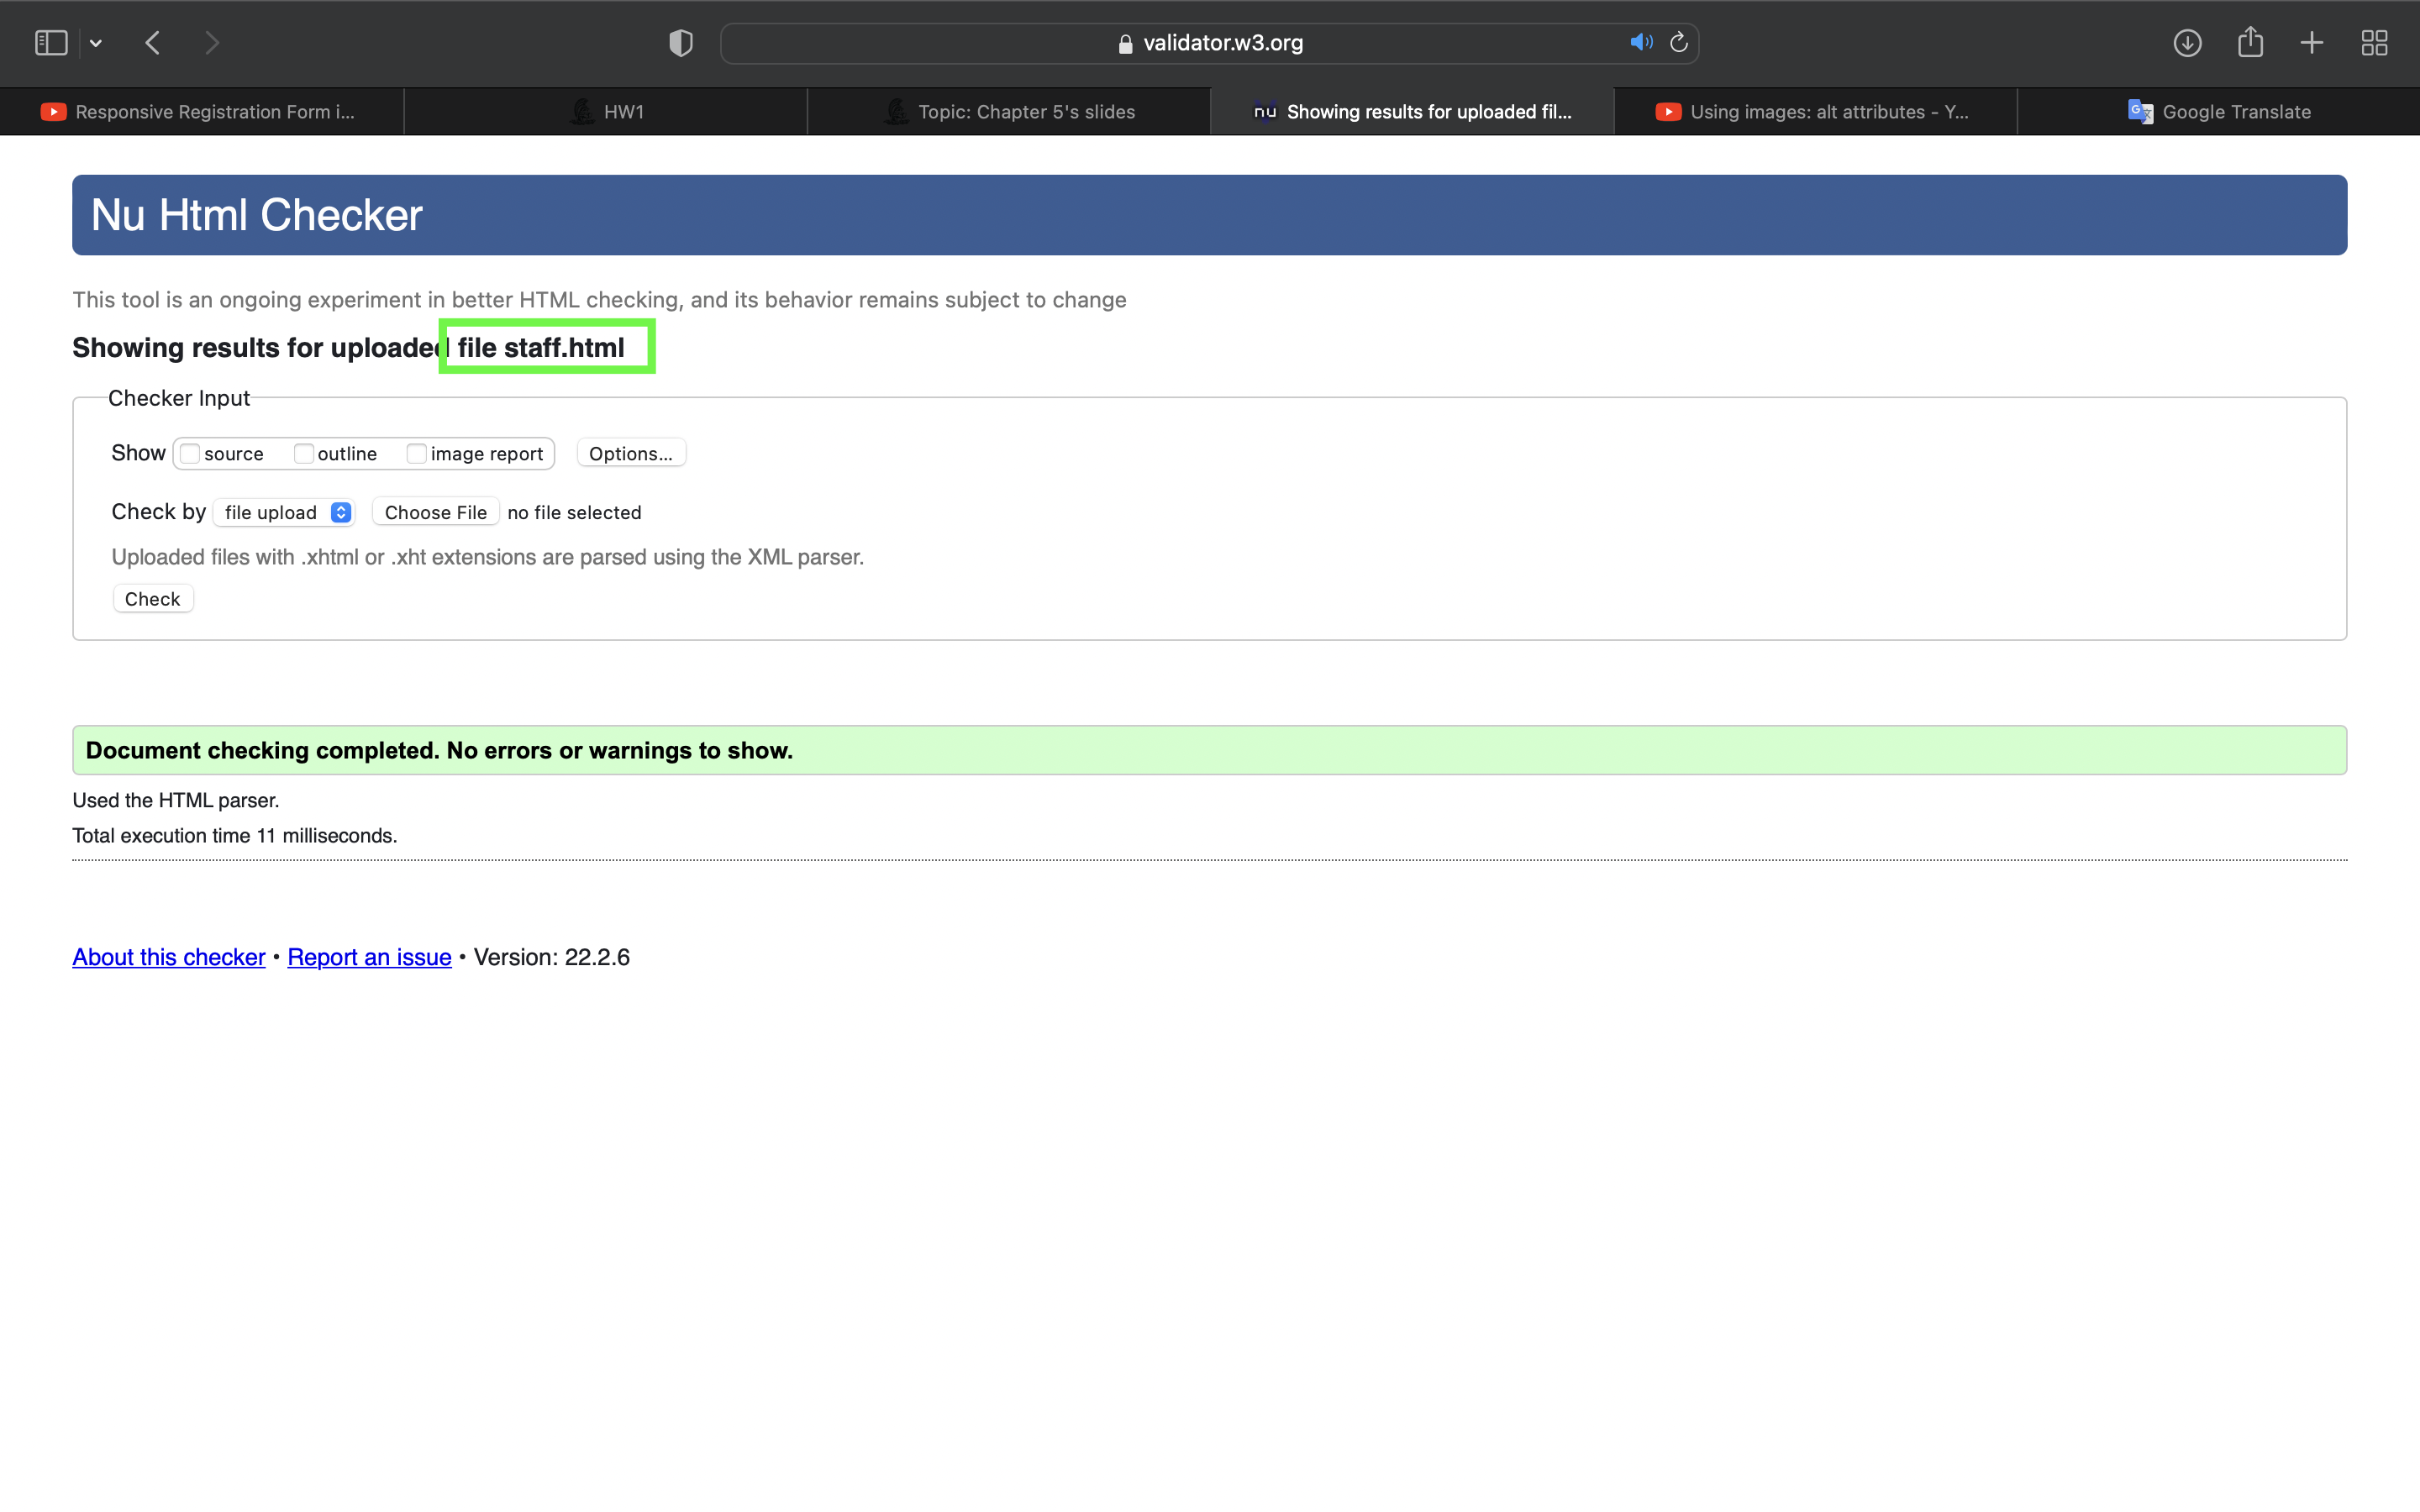 validator.w3.org
Responsive Registration Form i...
HW1
Topic: Chapter 5's slides
nu Showing results for uploaded fil...
Using images: alt attributes - Y...
Google Translate
Nu Html Checker
This tool is an ongoing experiment in better HTML checking, and its behavior remains subject to change
Showing results for uploaded file staff.html
Checker Input
Show source outline image report Options...
Check by file upload Choose File no file selected
Uploaded files with .xhtml or .xht extensions are parsed using the XML parser.
Check
Document checking completed. No errors or warnings to show.
Used the HTML parser.
Total execution time 11 milliseconds.
About this checker • Report an issue • Version: 22.2.6